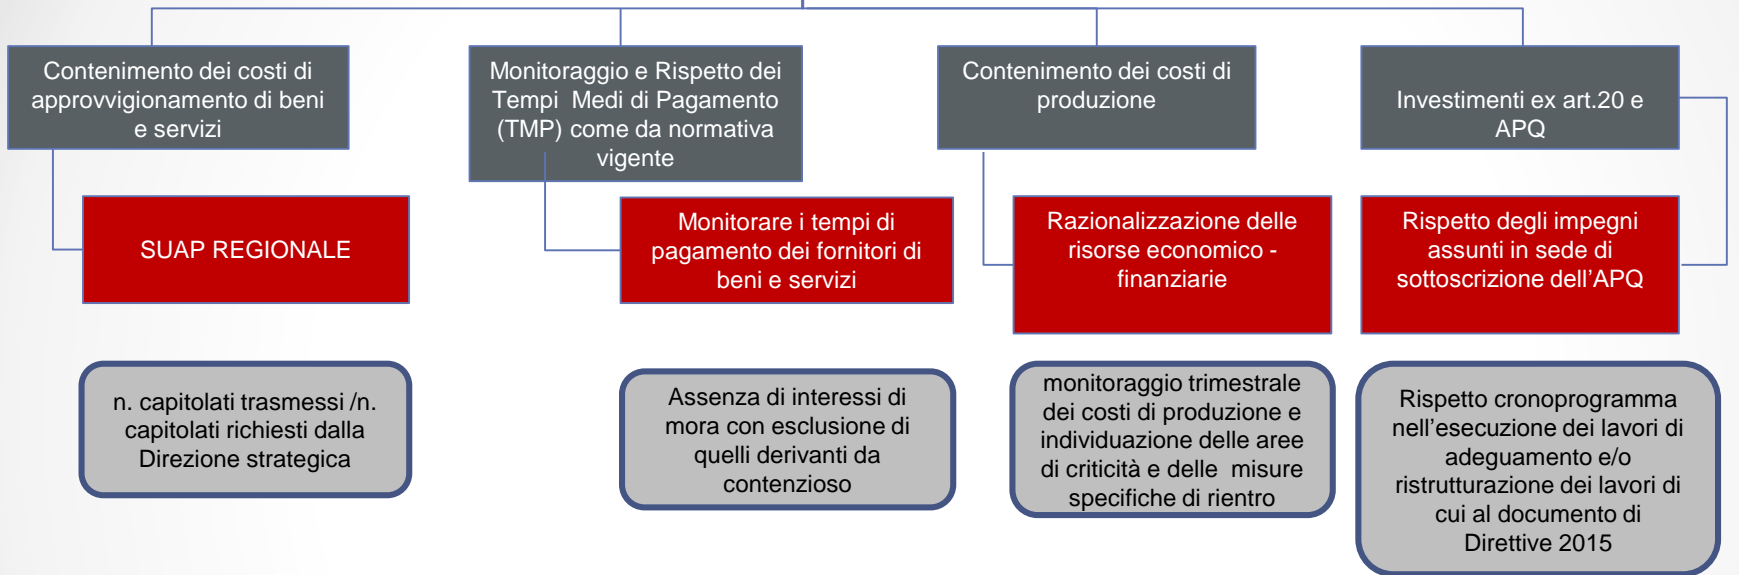 Contenimento dei costi di
approvvigionamento di beni
e servizi
Monitoraggio e Rispetto dei
Tempi Medi di Pagamento
(TMP) come da normativa
vigente
Contenimento dei costi di
produzione
Investimenti ex art.20 e
APQ
SUAP REGIONALE
Monitorare i tempi di
pagamento dei fornitori di
beni e servizi
Razionalizzazione delle
risorse economico -
finanziarie
Rispetto degli impegni
assunti in sede di
sottoscrizione dell'APQ
n. capitolati trasmessi /n.
capitolati richiesti dalla
Direzione strategica
Assenza di interessi di
mora con esclusione di
quelli derivanti da
contenzioso
monitoraggio trimestrale
dei costi di produzione e
individuazione delle aree
di criticità e delle misure
specifiche di rientro
Rispetto cronoprogramma
nell'esecuzione dei lavori di
adeguamento e/o
ristrutturazione dei lavori di
cui al documento di
Direttive 2015